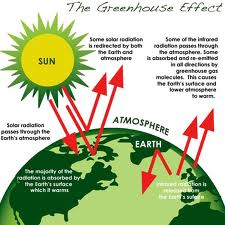 The Greenhouse Effect
SUN
Some solar radiation
is redirected by both
the Earth and
atmosphere
Some of the infrared
radiation passes through
the atmosphere. Some
is absorbed and re-emitted
in all directions by
greenhouse gas
molecules. This causes
the Earth's surface and
lower atmosphere
to warm.
Solar radiation
passes through the
Earth's atmosphere
ATMOSPHERE
EARTH
The majority of the
radiation is absorbed by
the Earth's surface
which it warms
Infrared radiation is
released from the
Earth's surface